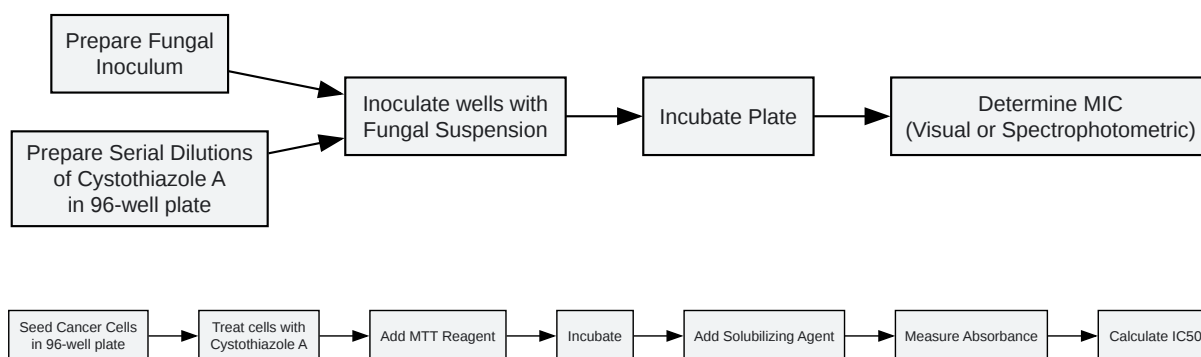 Prepare Fungal
Inoculum
Prepare Serial Dilutions
of Cystothiazole A
in 96-well plate
Inoculate wells with
Fungal Suspension
Incubate Plate
Determine MIC
(Visual or Spectrophotometric)
Seed Cancer Cells
in 96-well plate
Treat cells with
Cystothiazole A
Add MTT Reagent
Incubate
Add Solubilizing Agent
Measure Absorbance
Calculate IC50